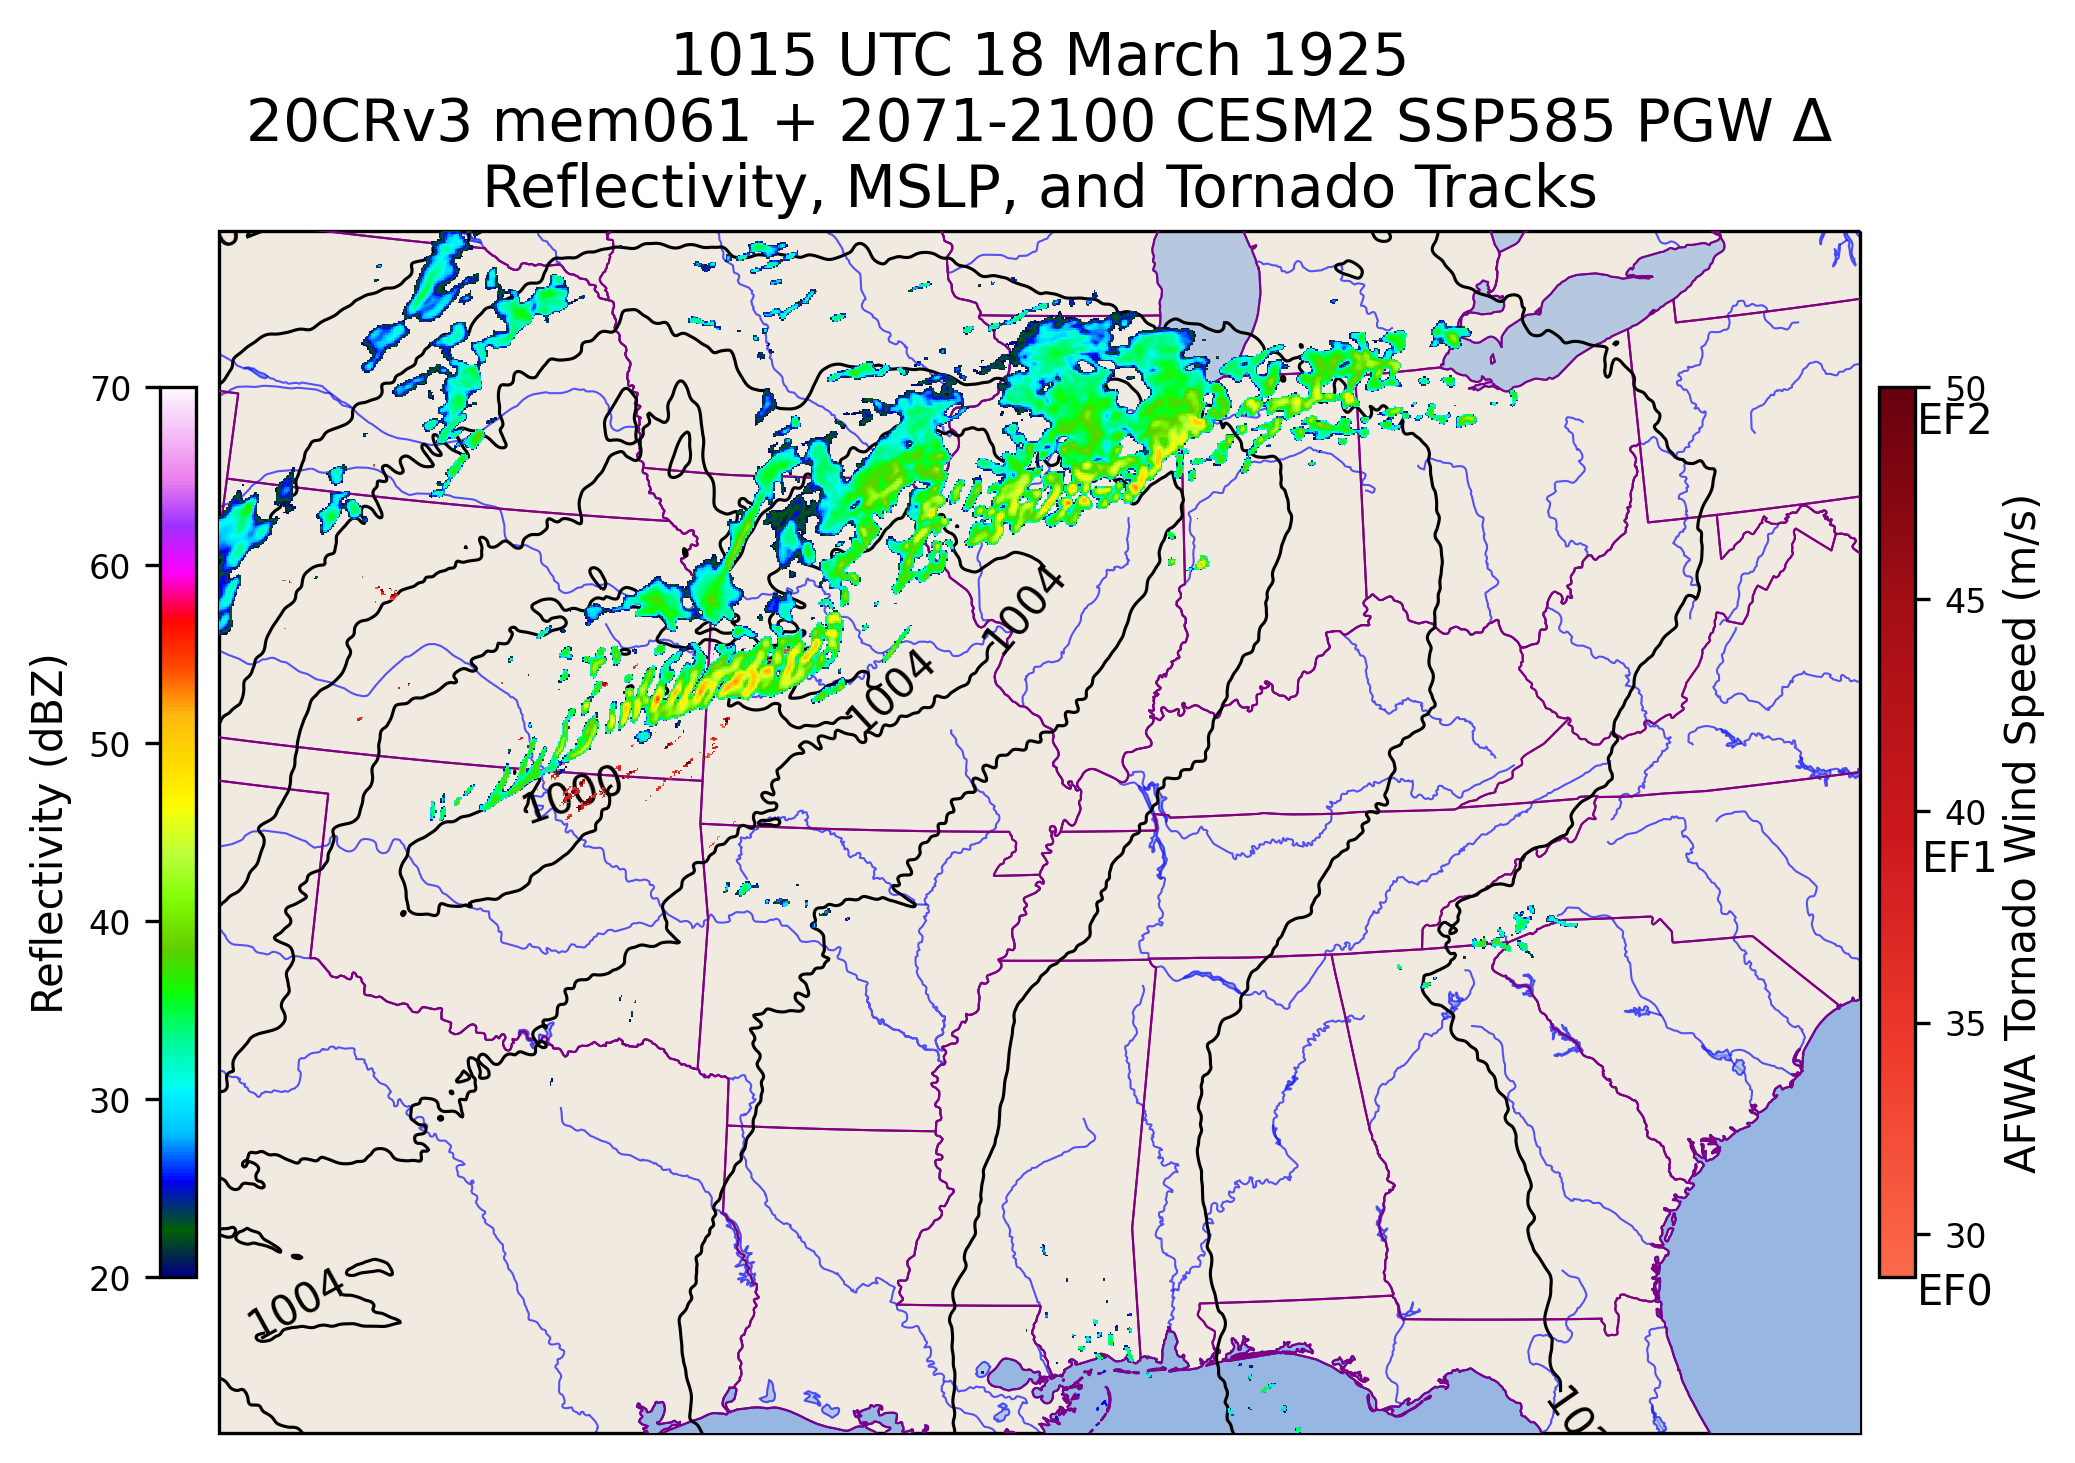 1015 UTC 18 March 1925
20CRv3 mem061 + 2071-2100 CESM2 SSP585 PGW Δ
Reflectivity, MSLP, and Tornado Tracks
Reflectivity (dBZ)
70
60
50
40
30
20
1004
1004
1000
1004
50
EF2
45
40
EF1
35
30
EF0
AFWA Tornado Wind Speed (m/s)